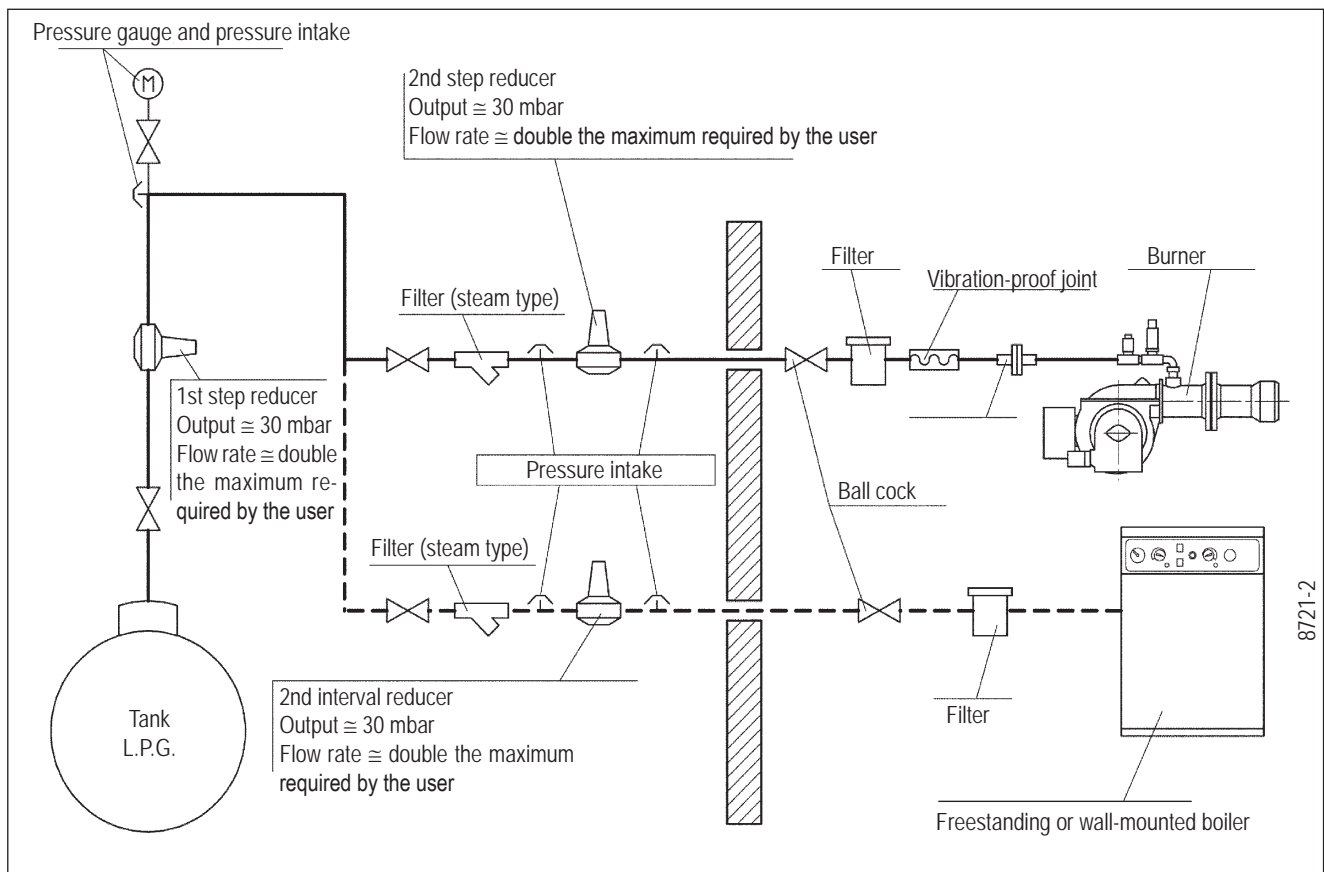 Pressure gauge and pressure intake
M
2nd step reducer
Output ≅ 30 mbar
Flow rate ≅ double the maximum required by the user
Filter
Burner
Vibration-proof joint
Filter (steam type)
1st step reducer
Output ≅ 30 mbar
Flow rate ≅ double
the maximum re-
quired by the user
Pressure intake
Ball cock
Filter (steam type)
8721-2
2nd interval reducer
Output ≅ 30 mbar
Flow rate ≅ double the maximum
required by the user
Tank
L.P.G.
Filter
Freestanding or wall-mounted boiler